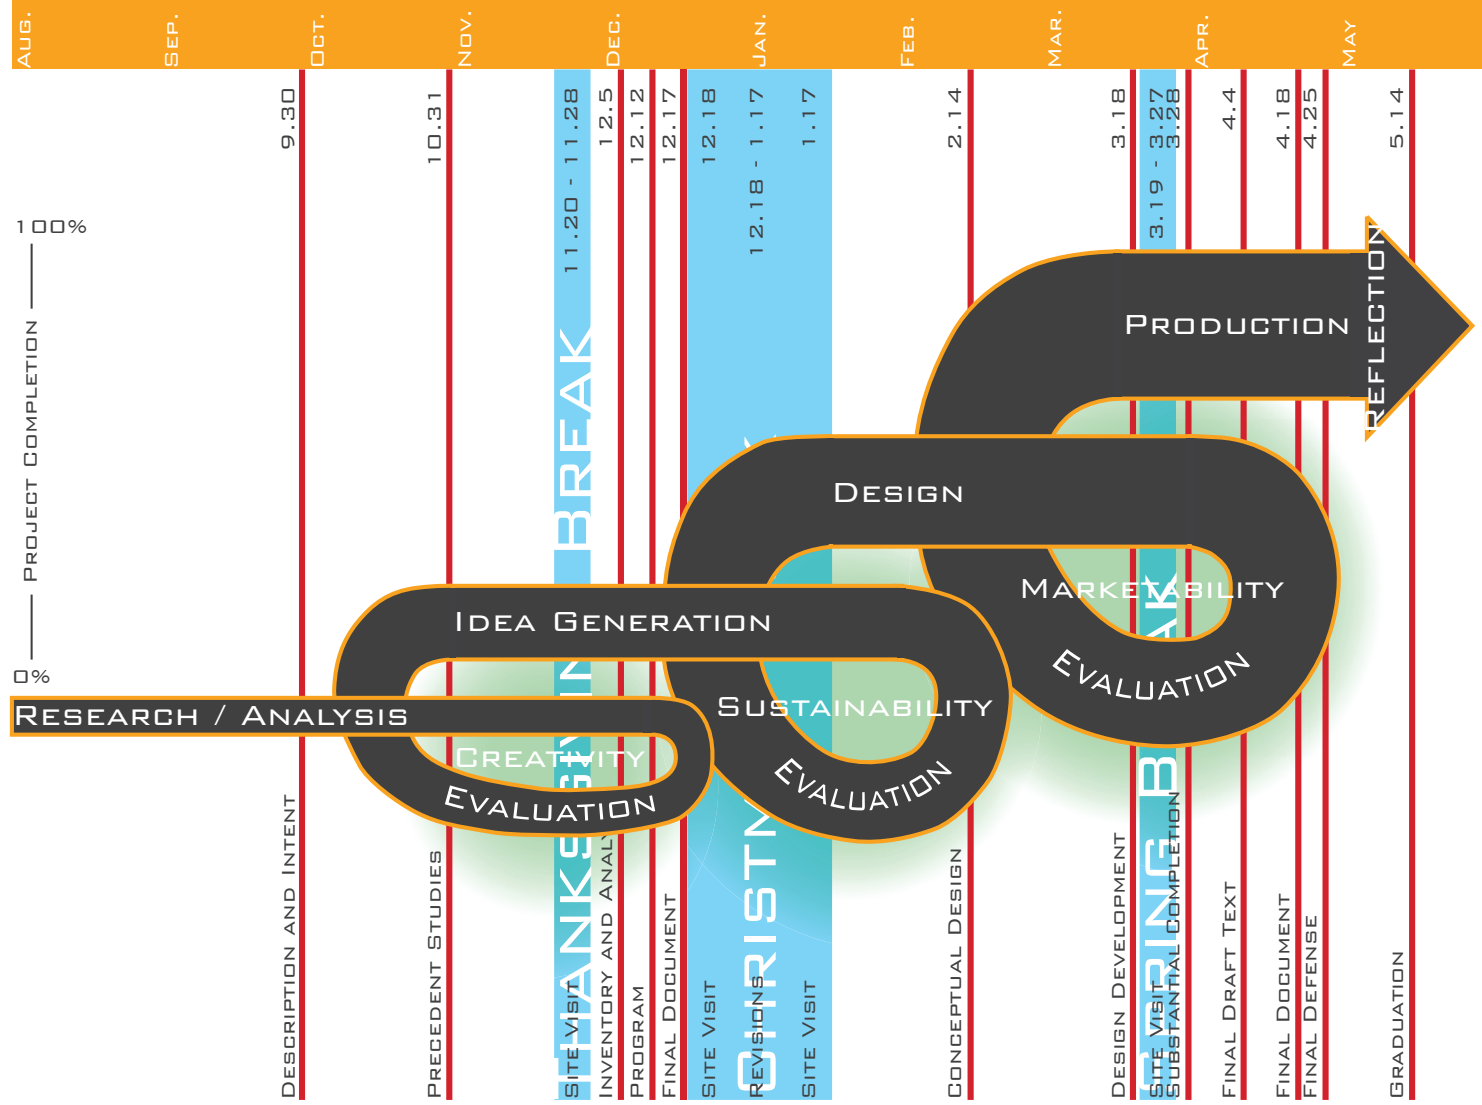 Aug.
Sep.
Oct.
Nov.
Dec.
Jan.
Feb.
Mar.
Apr.
May
9.30
10.31
11.20 - 11.28
12.5
12.12
12.17
12.18
12.18 - 1.17
1.17
2.14
3.18
3.19 - 3.27
3.28
4.4
4.18
4.25
5.14
100%
Project Completion
0%
Production
Reflection
Design
Marketability
Evaluation
Idea Generation
Sustainability
Evaluation
Research / Analysis
Creativity
Evaluation
Break
Spring
Description and Intent
Precedent Studies
Site Visit
Inventory and
Program
Final Document
Site Visit
Revisions
Site Visit
Conceptual Design
Design Development
Site Visit
Substantial Completion
Final Draft Text
Final Document
Final Defense
Graduation